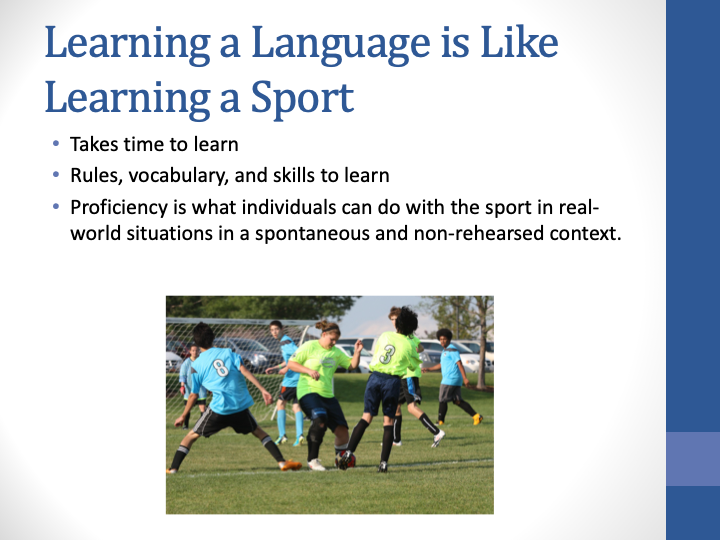 Learning a Language is Like
Learning a Sport
• Takes time to learn
• Rules, vocabulary, and skills to learn
• Proficiency is what individuals can do with the sport in real-
world situations in a spontaneous and non-rehearsed context.
8
3